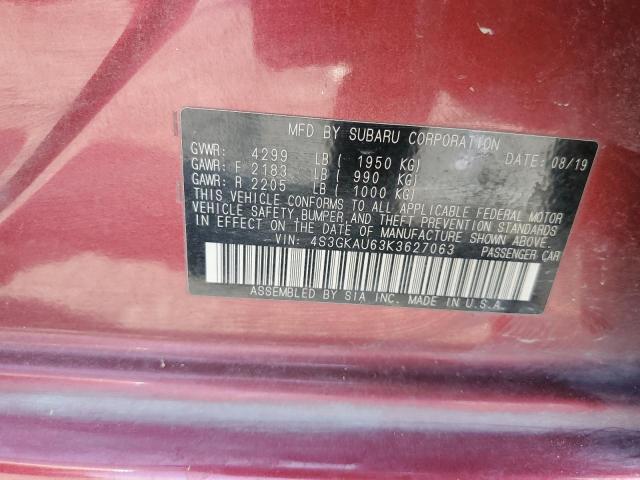 MFD BY SUBARU CORPORATION DATE: 08/19
GVWR: 4299 LB ( 1950 KG)
GAWR: F 2183 LB ( 990 KG)
GAWR: R 2205 LB ( 1000 KG)
THIS VEHICLE CONFORMS TO ALL APPLICABLE FEDERAL MOTOR
VEHICLE SAFETY, BUMPER, AND THEFT PREVENTION STANDARDS
IN EFFECT ON THE DATE OF MANUFACTURE SHOWN ABOVE.
VIN: 4S3GKAU63K3627063 PASSENGER CAR
ASSEMBLED BY SIA INC. MADE IN U.S.A.